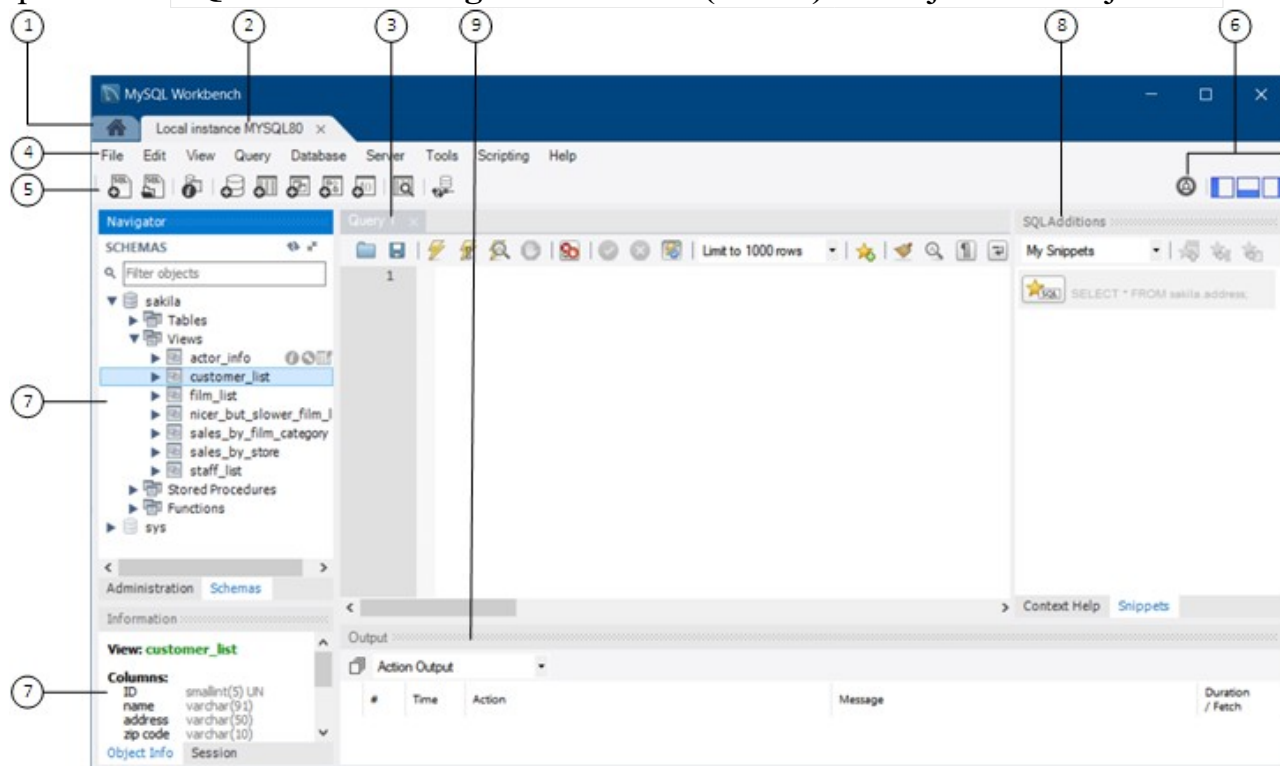 1 2 3 9 8 6
MySQL Workbench
Local instance MYSQL80
4
File Edit View Query Database Server Tools Scripting Help
5
Navigator
SCHEMAS
Filter objects
sakila
Tables
Views
actor_info
customer_list
film_list
7
nicer_but_slower_film_l
sales_by_film_category
sales_by_store
staff_list
Stored Procedures
Functions
sys
Administration Schemas
Query
Limit to 1000 rows
1
SQLAdditions
My Snippets
SQL SELECT * FROM sakila.address;
Context Help Snippets
Information
View: customer_list
Columns:
7
ID smallint(5) UN
name varchar(91)
address varchar(50)
zip code varchar(10)
Object Info Session
Output
Action Output
# Time Action Message Duration
/ Fetch